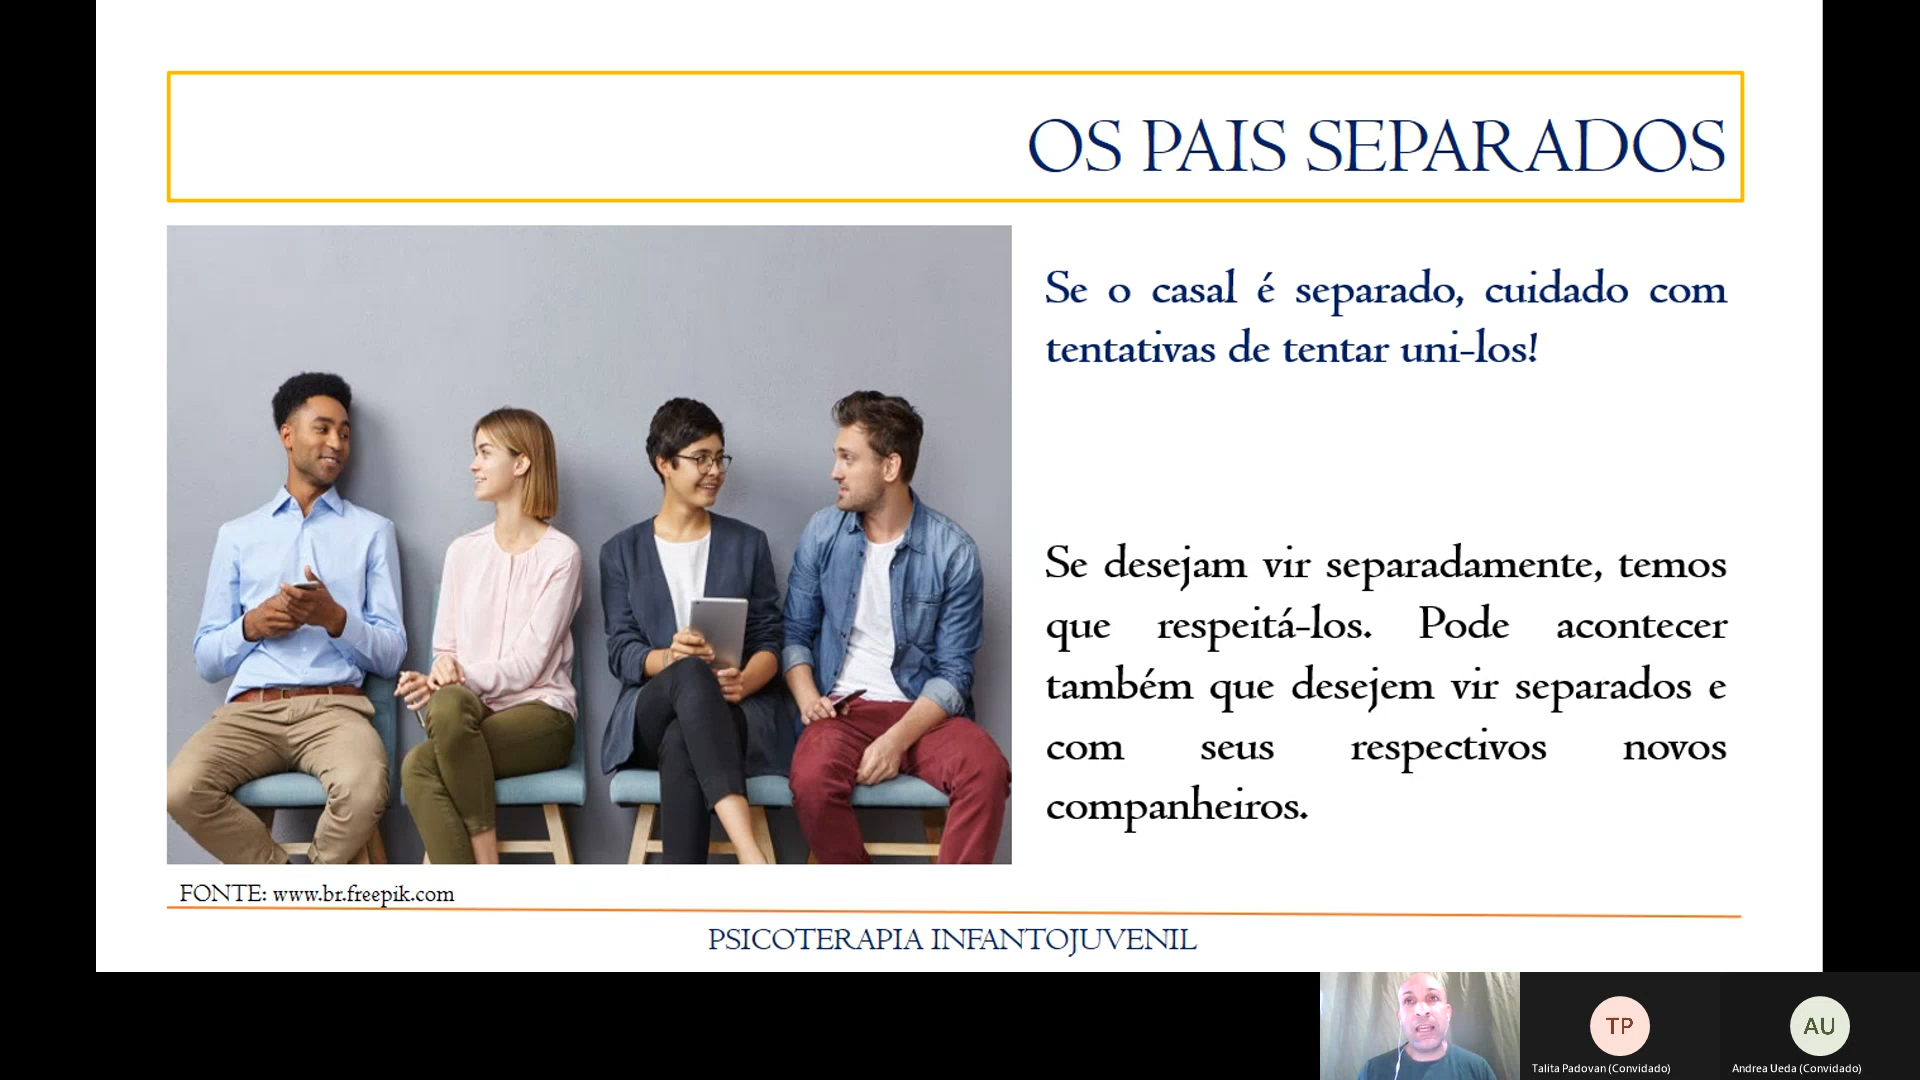 OS PAIS SEPARADOS
Se o casal é separado, cuidado com
tentativas de tentar uni-los!
Se desejam vir separadamente, temos
que respeitá-los. Pode acontecer
também que desejem vir separados e
com seus respectivos novos
companheiros.
FONTE: www.br.freepik.com
PSICOTERAPIA INFANTOJUVENIL
TP
AU
Talita Padovan (Convidado)
Andrea Ueda (Convidado)